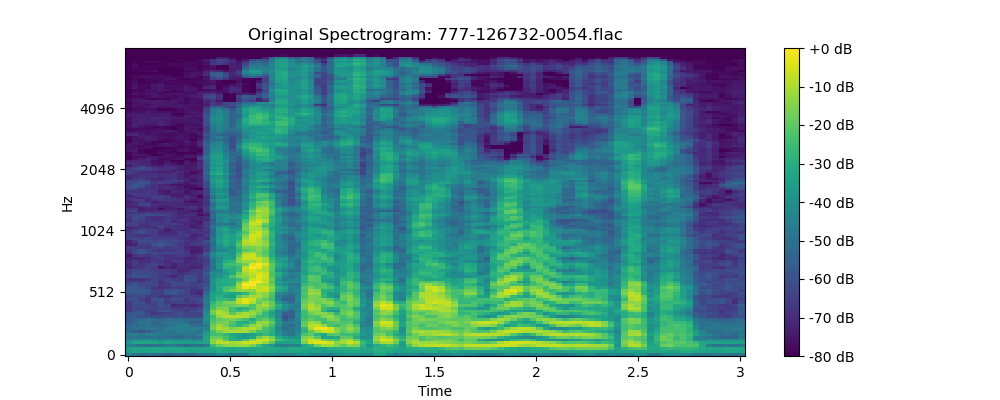 Original Spectrogram: 777-126732-0054.flac
Hz
4096
2048
1024
512
0
0 0.5 1 1.5 2 2.5 3
Time
+0 dB
-10 dB
-20 dB
-30 dB
-40 dB
-50 dB
-60 dB
-70 dB
-80 dB